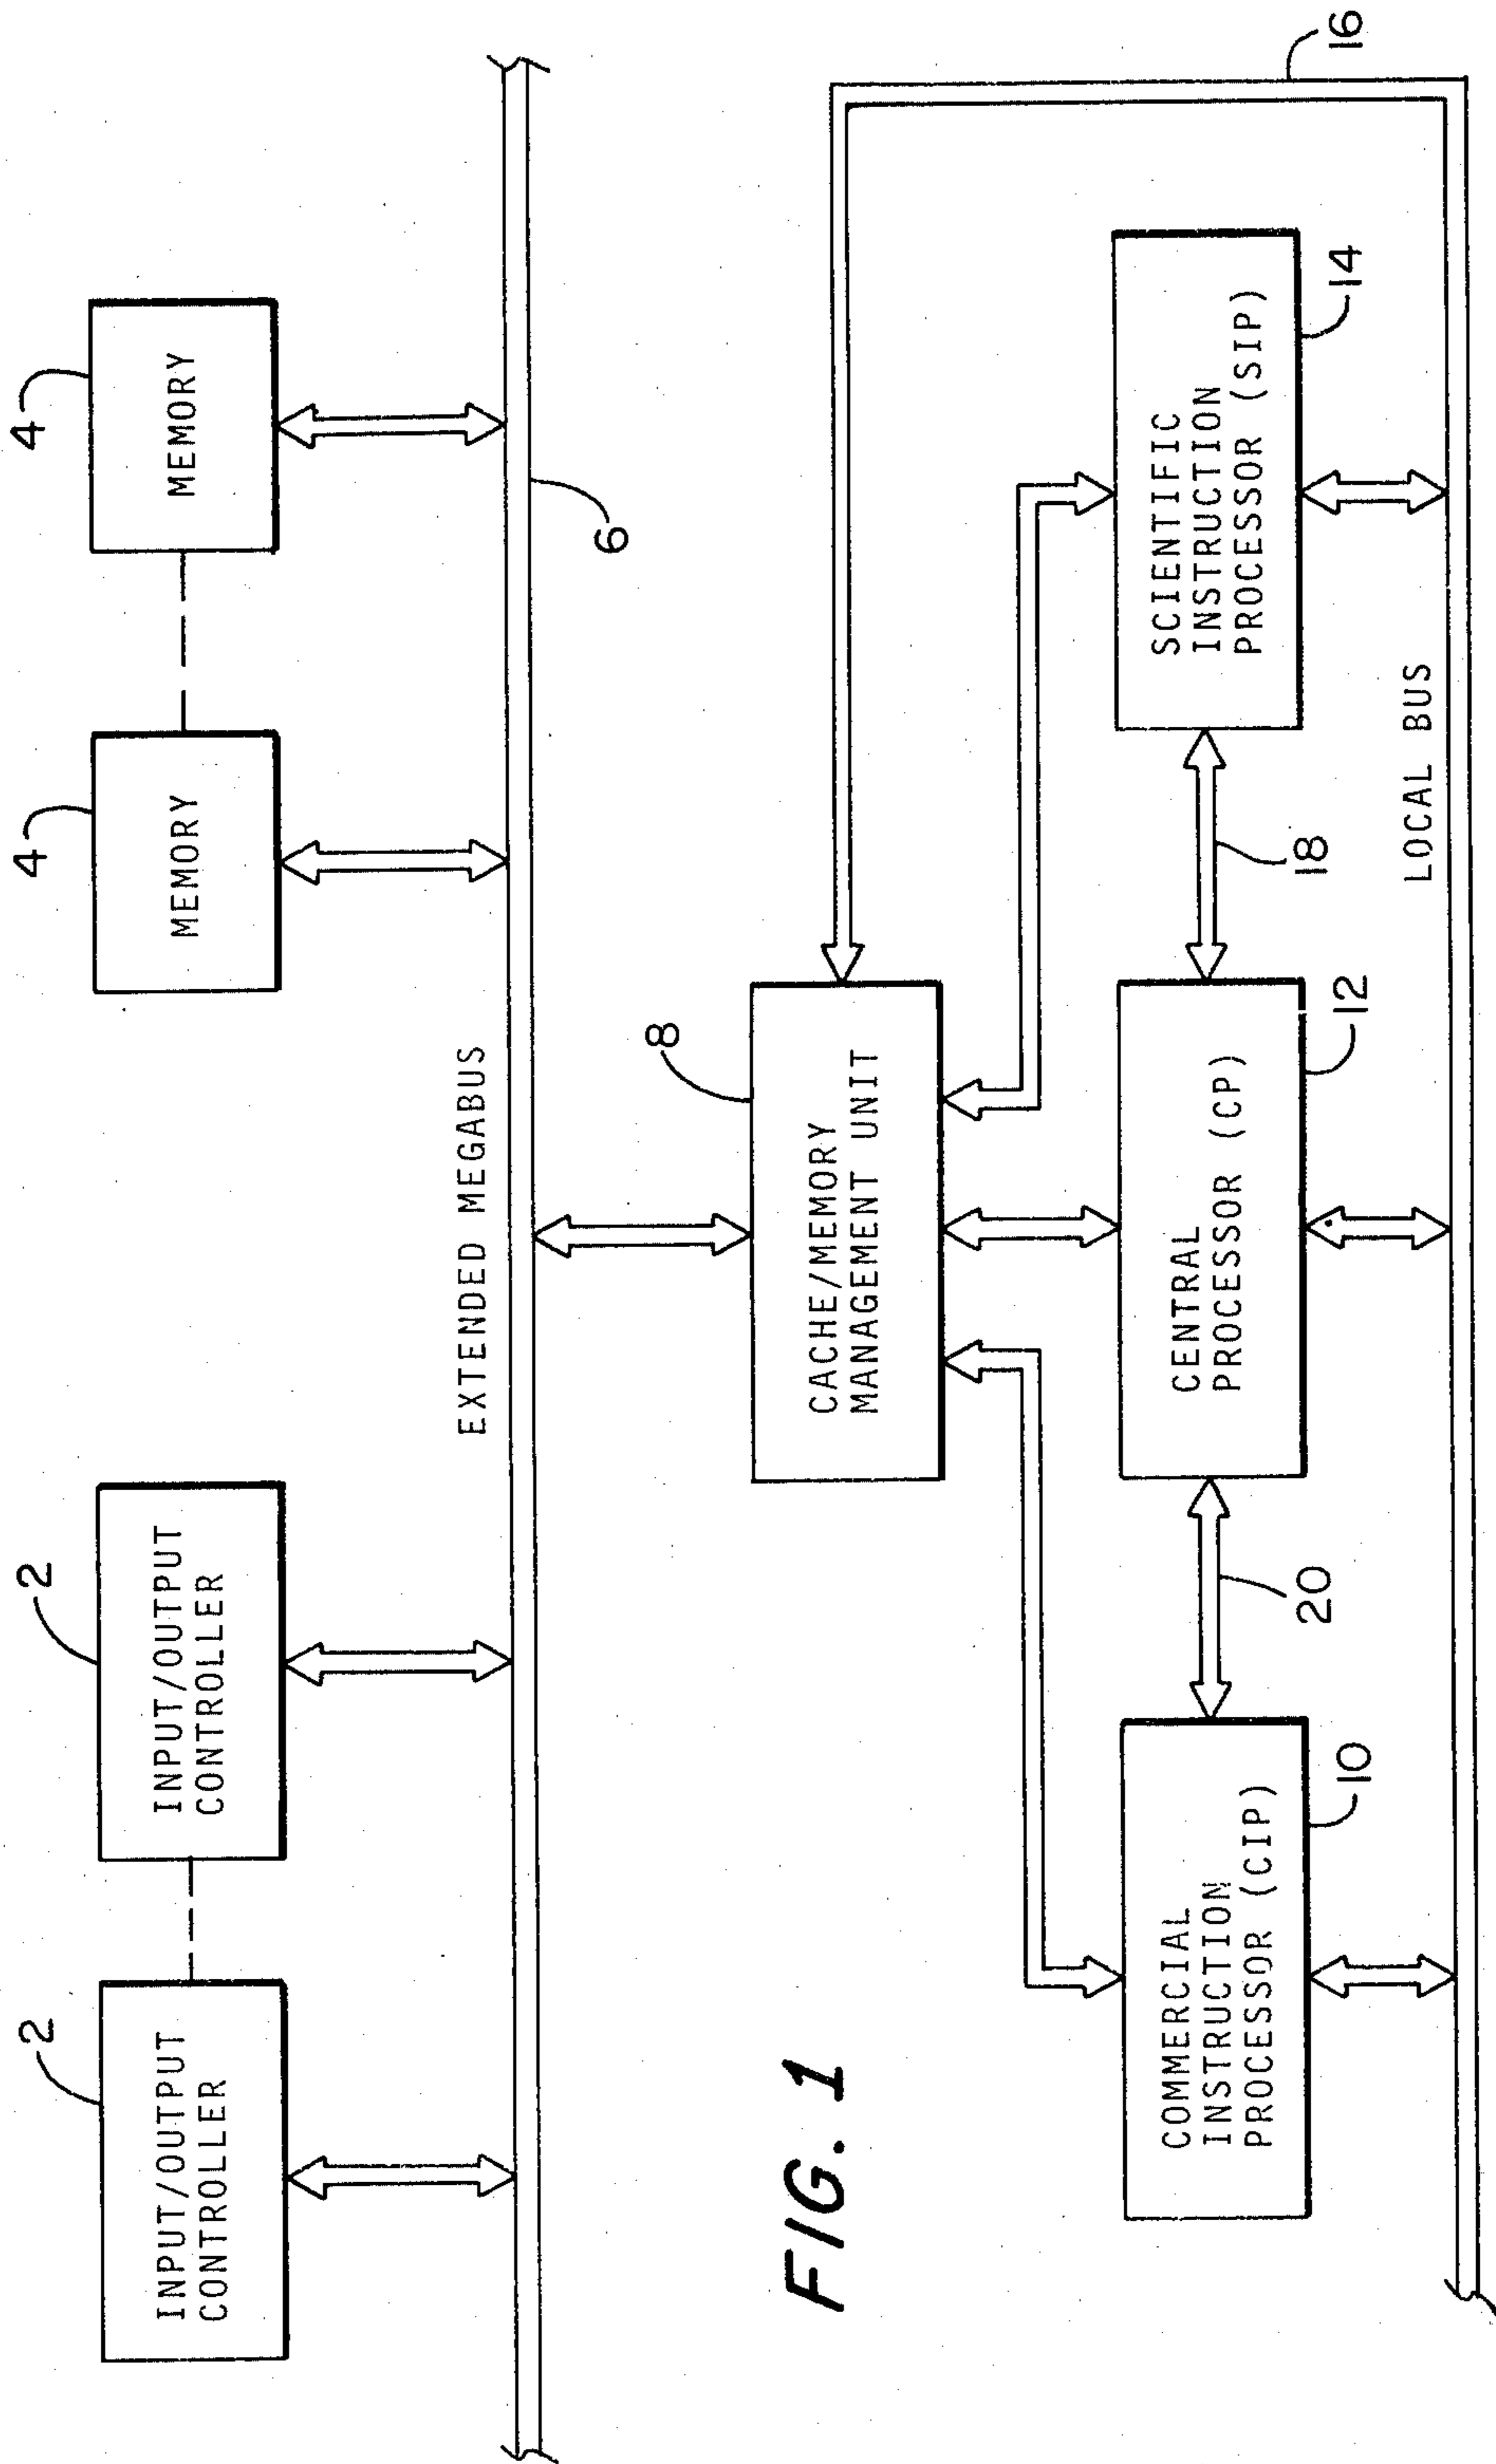 2
INPUT/OUTPUT
CONTROLLER
2
INPUT/OUTPUT
CONTROLLER
4
MEMORY
4
MEMORY
EXTENDED MEGABUS
6
8
CACHE/MEMORY
MANAGEMENT UNIT
FIG. 1
COMMERCIAL
INSTRUCTION
PROCESSOR (CIP)
10
20
CENTRAL
PROCESSOR (CP)
12
18
SCIENTIFIC
INSTRUCTION
PROCESSOR (SIP)
14
LOCAL BUS
16